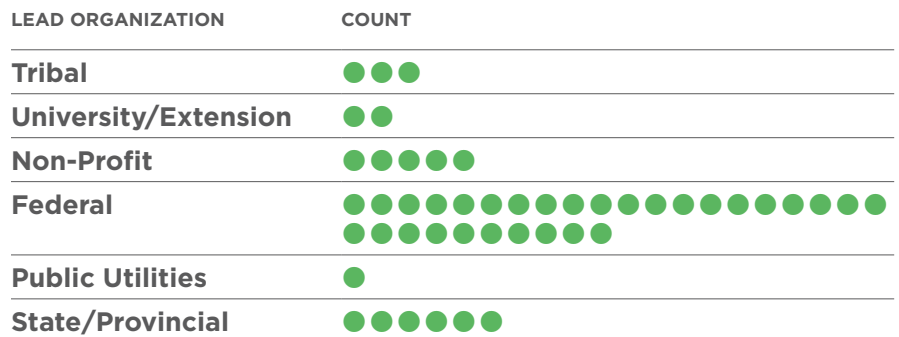 LEAD ORGANIZATION COUNT
Tribal
University/Extension
Non-Profit
Federal
Public Utilities
State/Provincial